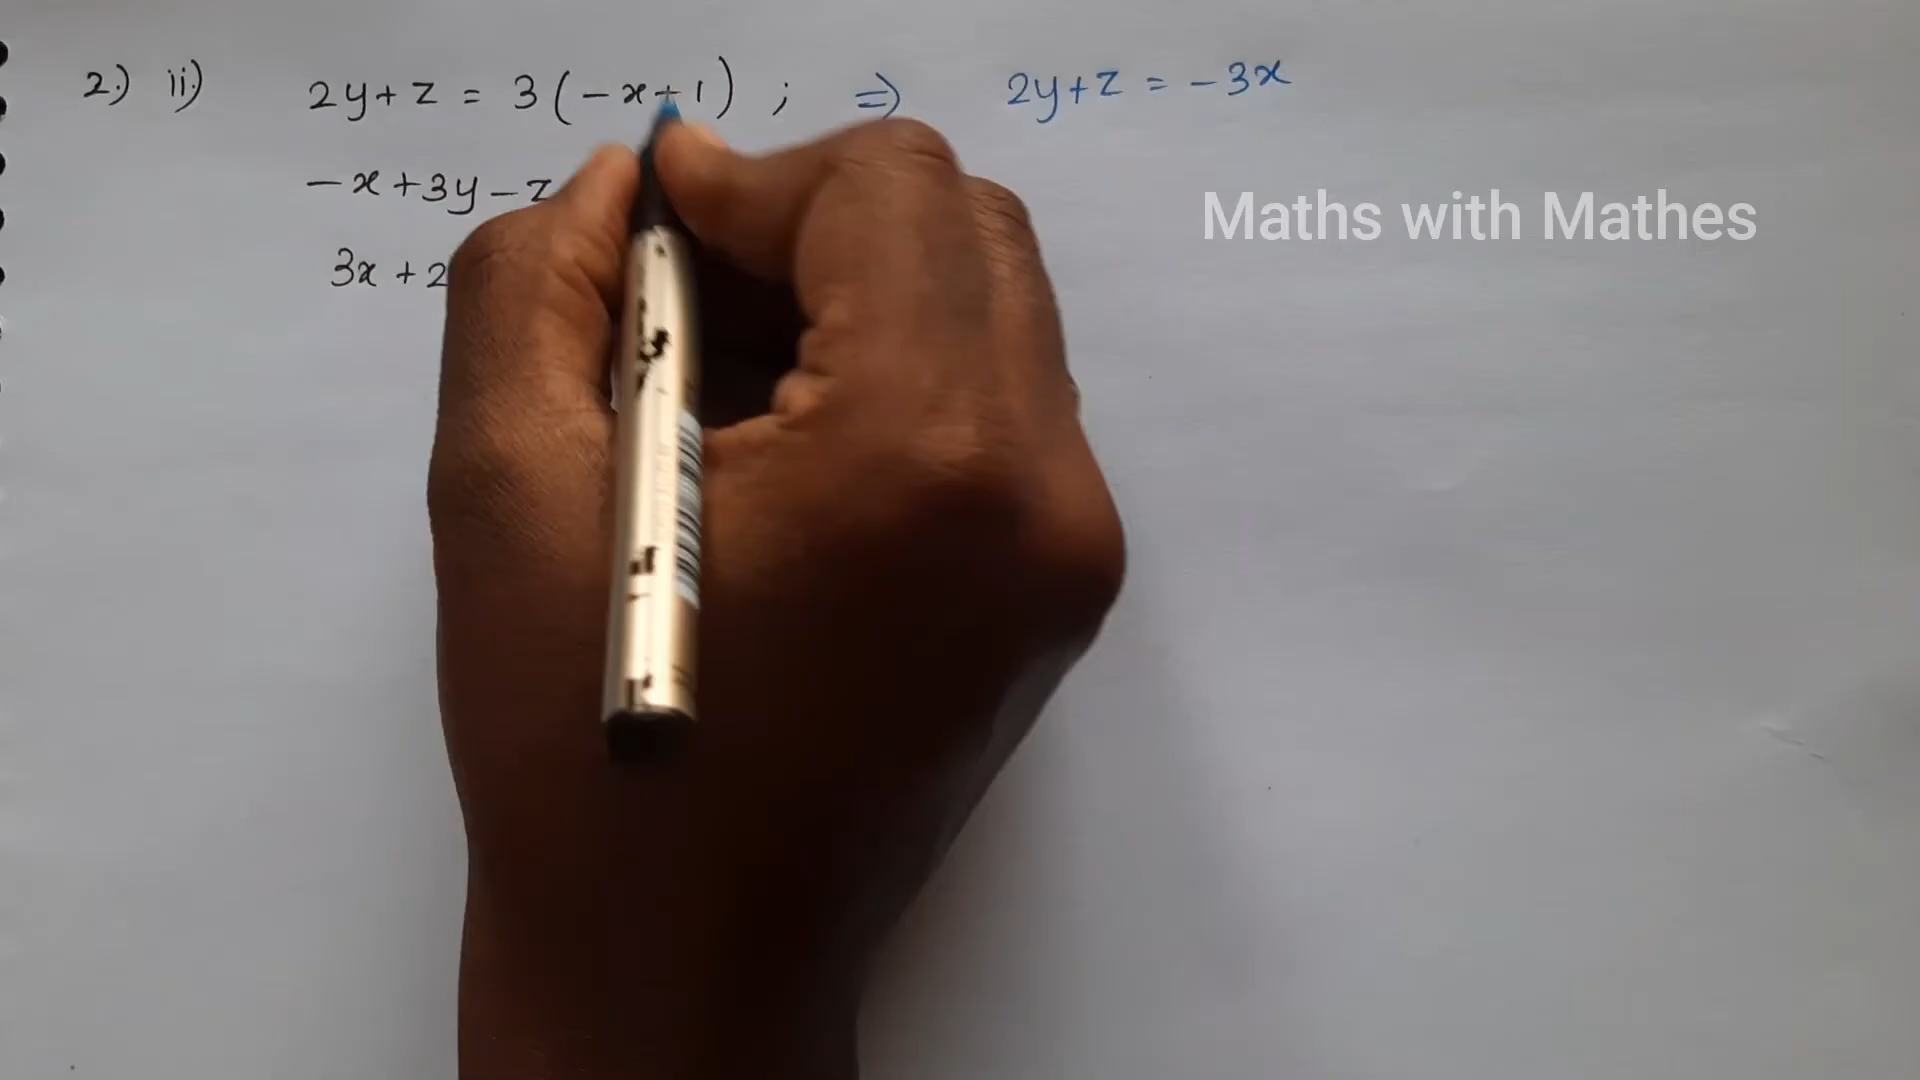 2.) ii.) 2y + z = 3 (-x+1) ; => 2y + z = -3x
-x + 3y - z
Maths with Mathes
3x + 2